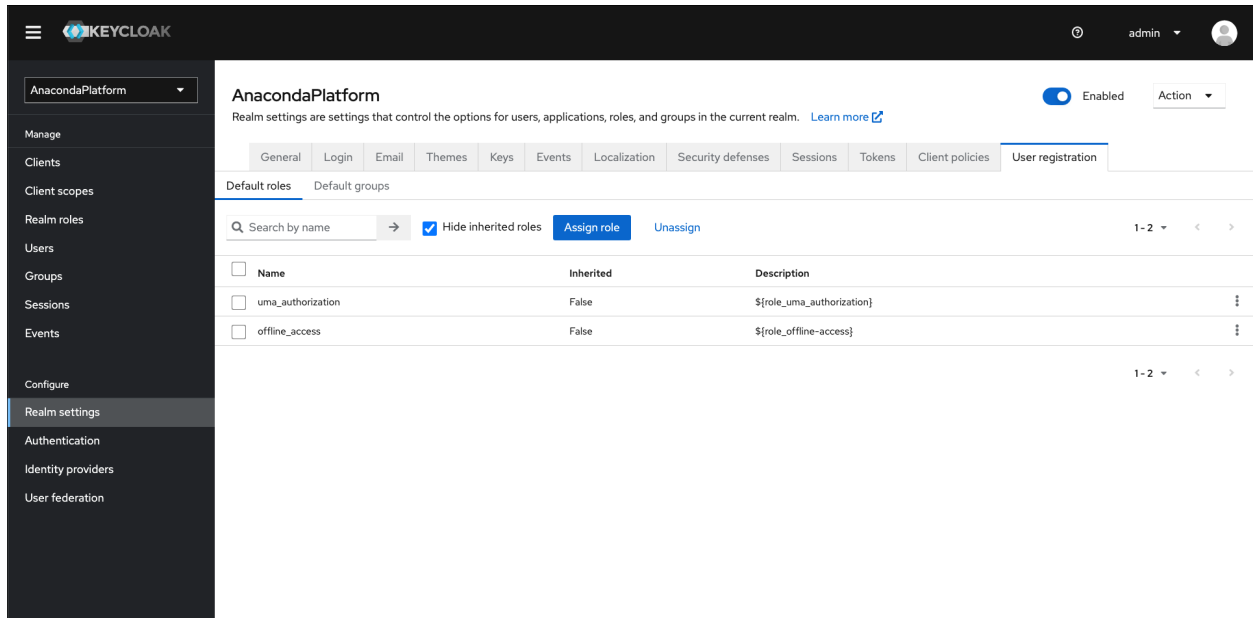 KEYCLOAK
admin
AnacondaPlatform
Manage
Clients
Client scopes
Realm roles
Users
Groups
Sessions
Events
Configure
Realm settings
Authentication
Identity providers
User federation
AnacondaPlatform
Enabled
Action
Realm settings are settings that control the options for users, applications, roles, and groups in the current realm. Learn more
General Login Email Themes Keys Events Localization Security defenses Sessions Tokens Client policies User registration
Default roles Default groups
Search by name Hide inherited roles Assign role Unassign 1 - 2
Name Inherited Description
uma_authorization False ${role_uma_authorization}
offline_access False ${role_offline-access}
1 - 2